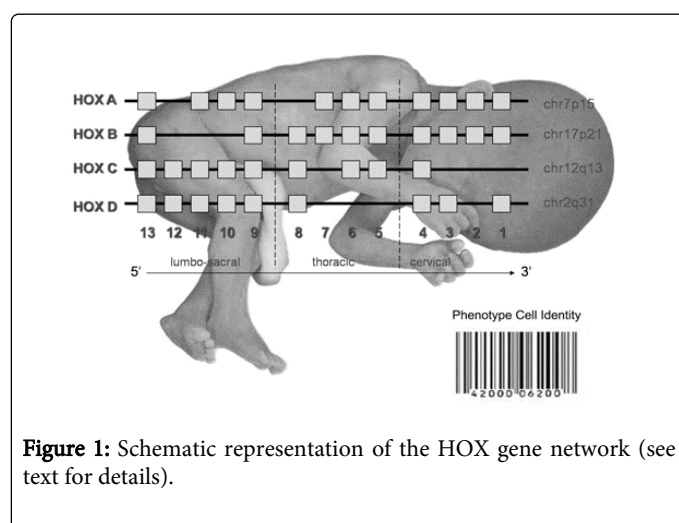 HOX A chr7p15
HOX B chr17p21
HOX C chr12q13
HOX D chr2q31
13 12 11 10 9 8 7 6 5 4 3 2 1
lumbo-sacral thoracic cervical
5' 3'
Phenotype Cell Identity
42000 06200
Figure 1: Schematic representation of the HOX gene network (see
text for details).